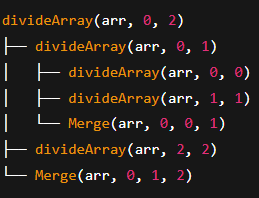 divideArray(arr, 0, 2)
├── divideArray(arr, 0, 1)
│   ├── divideArray(arr, 0, 0)
│   ├── divideArray(arr, 1, 1)
│   └── Merge(arr, 0, 0, 1)
├── divideArray(arr, 2, 2)
└── Merge(arr, 0, 1, 2)